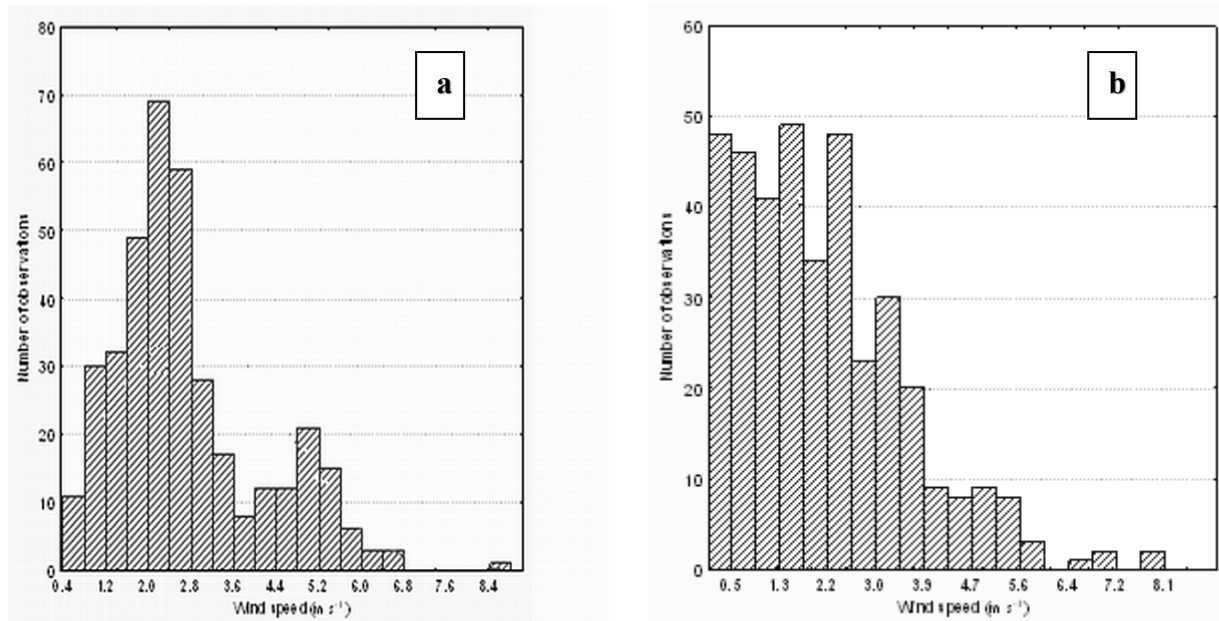 a
80
70
60
50
40
30
20
10
0
0.4 1.2 2.0 2.8 3.6 4.4 5.2 6.0 6.8 7.6 8.4
Number of observations
Wind speed (m s⁻¹)
b
60
50
40
30
20
10
0
0.5 1.3 2.2 3.0 3.9 4.7 5.6 6.4 7.2 8.1
Number of observations
Wind speed (m s⁻¹)